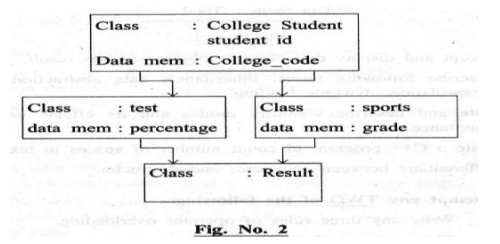 Class : College Student
student id
Data mem : College_code
Class : test
data mem : percentage
Class : sports
data mem : grade
Class : Result
Fig. No. 2